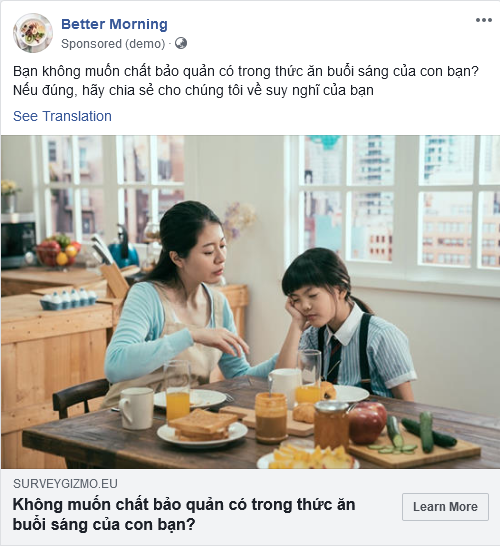 Better Morning
Sponsored (demo) ·
Bạn không muốn chất bảo quản có trong thức ăn buổi sáng của con bạn?
Nếu đúng, hãy chia sẻ cho chúng tôi về suy nghĩ của bạn
See Translation
SURVEYGIZMO.EU
Không muốn chất bảo quản có trong thức ăn
buổi sáng của con bạn?
Learn More